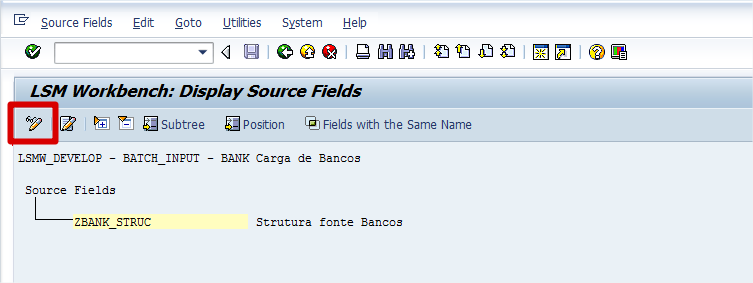 Source Fields Edit Goto Utilities System Help
LSM Workbench: Display Source Fields
Subtree Position Fields with the Same Name
LSMW_DEVELOP - BATCH_INPUT - BANK Carga de Bancos
Source Fields
ZBANK_STRUC Strutura fonte Bancos